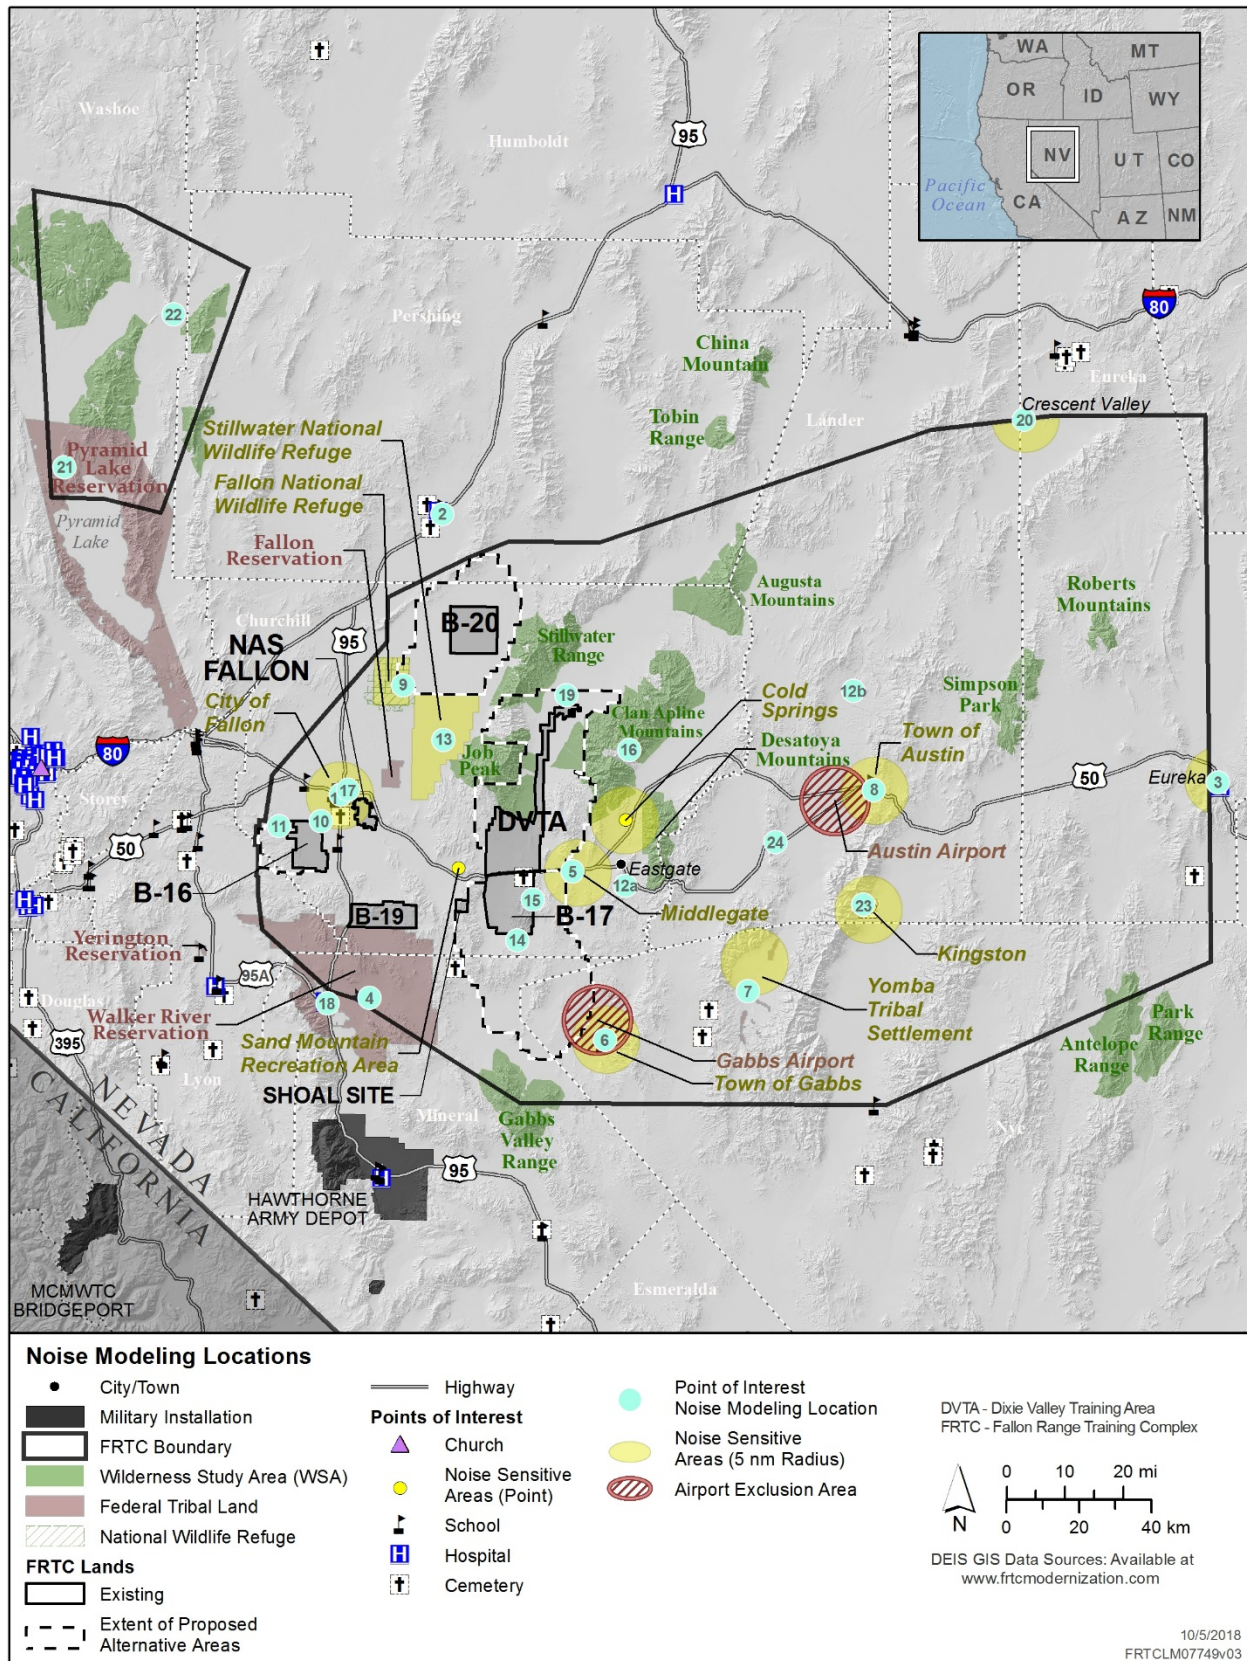 WA
MT
OR
ID
WY
NV
UT
CO
CA
AZ
NM
Pacific
Ocean
Washoe
Humboldt
95
H
80
22
Pershing
China
Mountain
Eureka
Crescent Valley
20
Tobin
Range
Lander
Stillwater National
Wildlife Refuge
Fallon National
Wildlife Refuge
Fallon
Reservation
21
Pyramid
Lake
Reservation
Pyramid
Lake
2
Augusta
Mountains
Roberts
Mountains
Churchill
95
NAS
FALLON
B-20
Stillwater
Range
City of
Fallon
9
19
Clan Apline
Mountains
Cold
Springs
12b
Simpson
Park
13
Job
Peak
16
Desatoya
Mountains
Town of
Austin
80
H
Storey
17
1
50
Eureka
3
8
11
10
DVTA
24
Austin Airport
50
Eastgate
5
12a
B-16
B-19
15
B-17
Middlegate
23
14
Kingston
Yerington
Reservation
95A
H
Douglas
Walker River
Reservation
18
4
7
Yomba
Tribal
Settlement
Park
Range
Antelope
Range
395
Sand Mountain
Recreation Area
6
Gabbs Airport
Town of Gabbs
Lyon
SHOAL SITE
Mineral
Gabbs
Valley
Range
Nye
NEVADA
CALIFORNIA
95
H
HAWTHORNE
ARMY DEPOT
MCMWTC
BRIDGEPORT
Esmeralda
Noise Modeling Locations
City/Town
Military Installation
FRTC Boundary
Wilderness Study Area (WSA)
Federal Tribal Land
National Wildlife Refuge
FRTC Lands
Existing
Extent of Proposed
Alternative Areas
Highway
Points of Interest
Church
Noise Sensitive
Areas (Point)
School
H Hospital
Cemetery
Point of Interest
Noise Modeling Location
Noise Sensitive
Areas (5 nm Radius)
Airport Exclusion Area
DVTA - Dixie Valley Training Area
FRTC - Fallon Range Training Complex
N
0 10 20 mi
0 20 40 km
DEIS GIS Data Sources: Available at
www.frtcmodernization.com
10/5/2018
FRTCLM07749v03